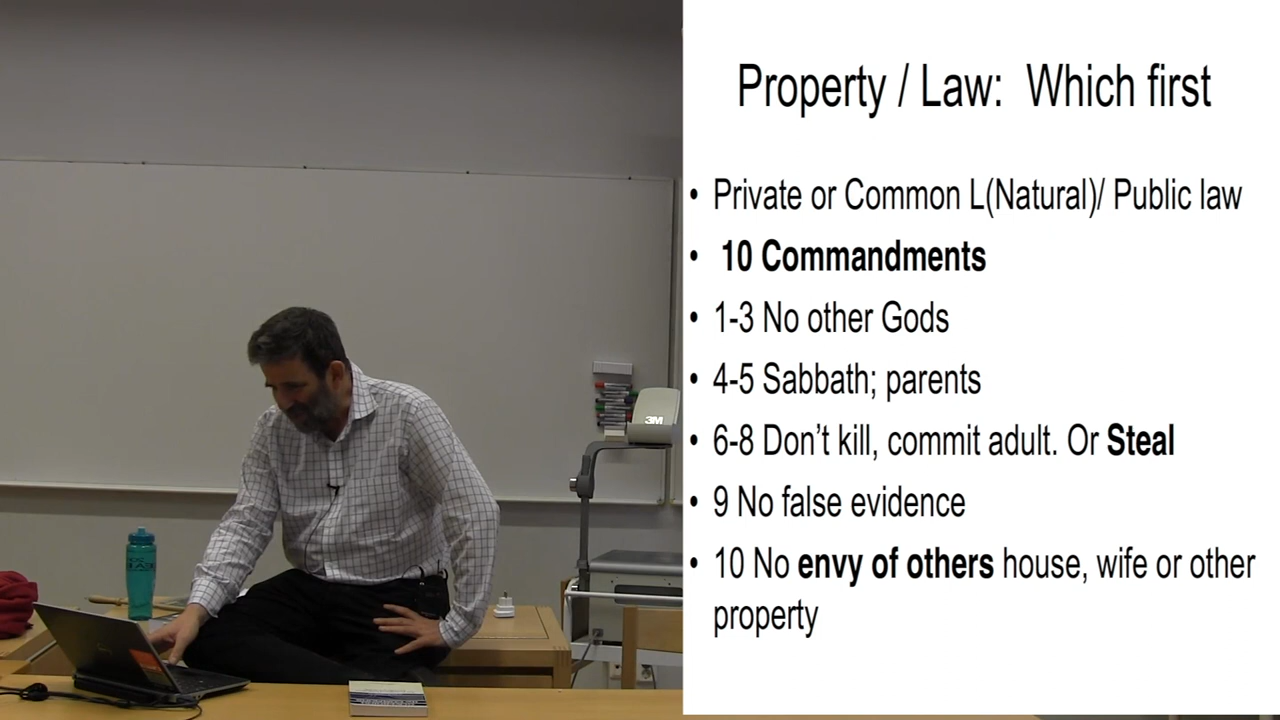 Property / Law:  Which first
• Private or Common L(Natural)/ Public law
• 10 Commandments
• 1-3 No other Gods
• 4-5 Sabbath; parents
• 6-8 Don't kill, commit adult. Or Steal
• 9 No false evidence
• 10 No envy of others house, wife or other
property
3M